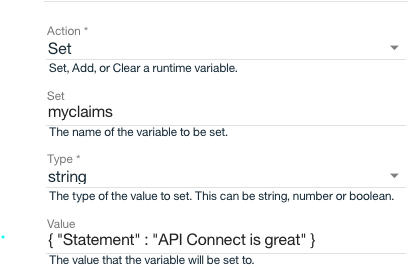 Action *
Set
Set, Add, or Clear a runtime variable.
Set
myclaims
The name of the variable to be set.
Type *
string
The type of the value to set. This can be string, number or boolean.
Value
{ "Statement" : "API Connect is great" }
The value that the variable will be set to.